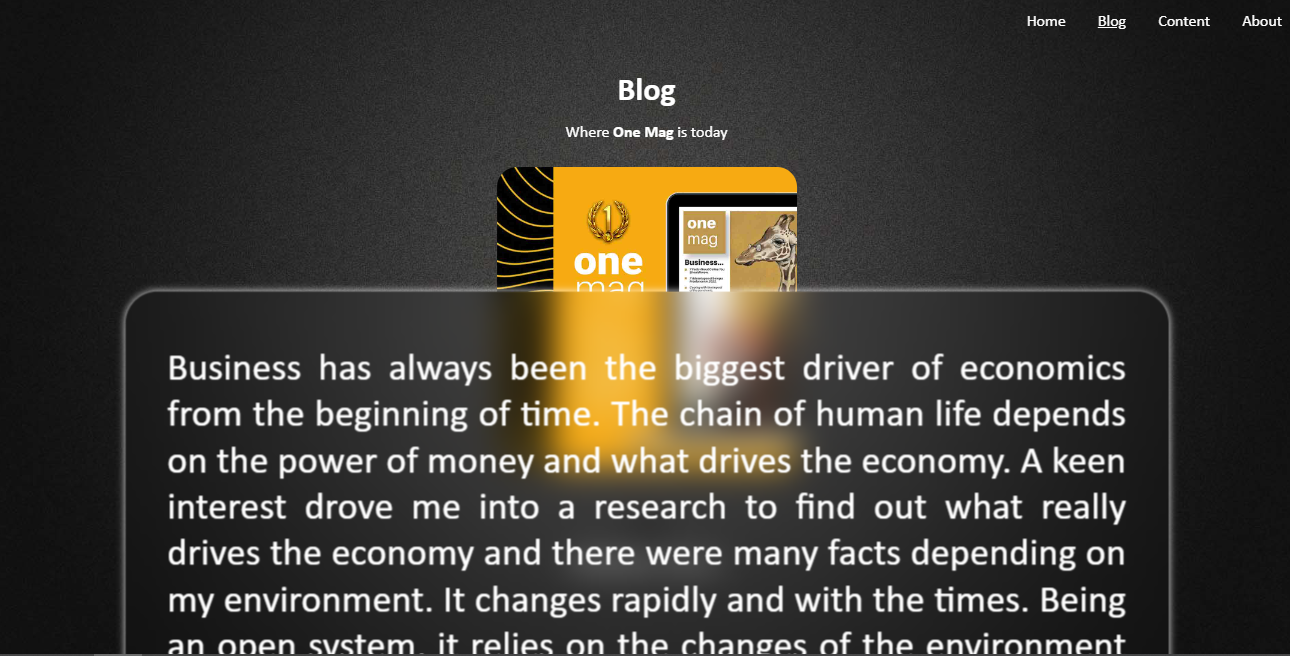 Home Blog Content About
Blog
Where One Mag is today
one
mag
one
mag
Business...
Business has always been the biggest driver of economics
from the beginning of time. The chain of human life depends
on the power of money and what drives the economy. A keen
interest drove me into a research to find out what really
drives the economy and there were many facts depending on
my environment. It changes rapidly and with the times. Being
an open system, it relies on the changes of the environment